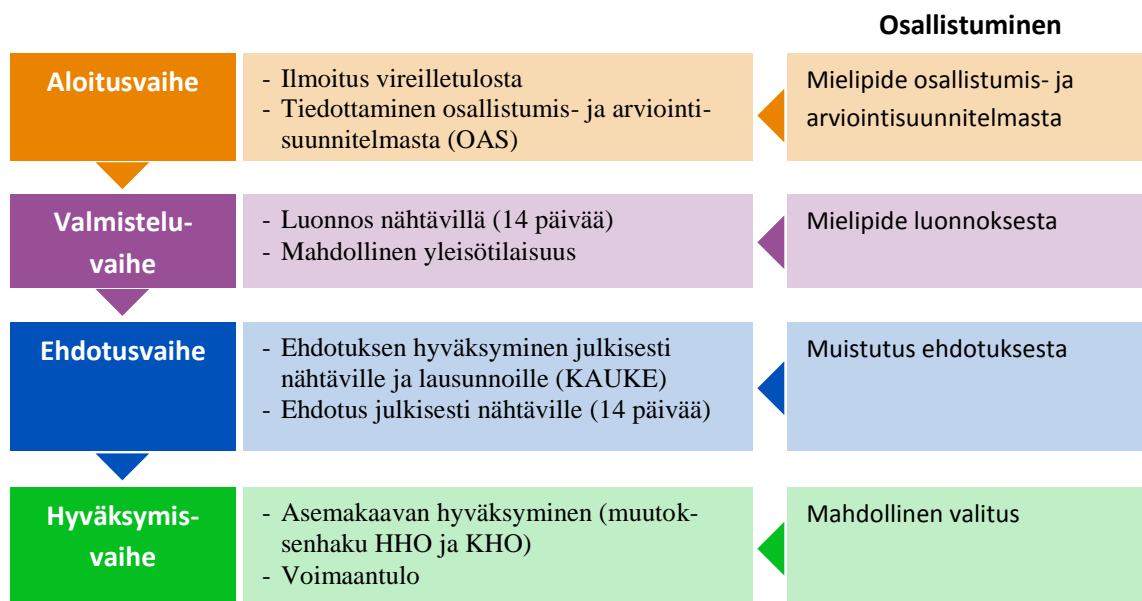 Osallistuminen
Aloitusvaihe
- Ilmoitus vireilletulosta
- Tiedottaminen osallistumis- ja arviointi-
suunnitelmasta (OAS)
Mielipide osallistumis- ja
arviointisuunnitelmasta
Valmistelu-
vaihe
- Luonnos nähtävillä (14 päivää)
- Mahdollinen yleisötilaisuus
Mielipide luonnoksesta
Ehdotusvaihe
- Ehdotuksen hyväksyminen julkisesti
nähtäville ja lausunnoille (KAUKE)
- Ehdotus julkisesti nähtäville (14 päivää)
Muistutus ehdotuksesta
Hyväksymis-
vaihe
- Asemakaavan hyväksyminen (muutok-
senhaku HHO ja KHO)
- Voimaantulo
Mahdollinen valitus